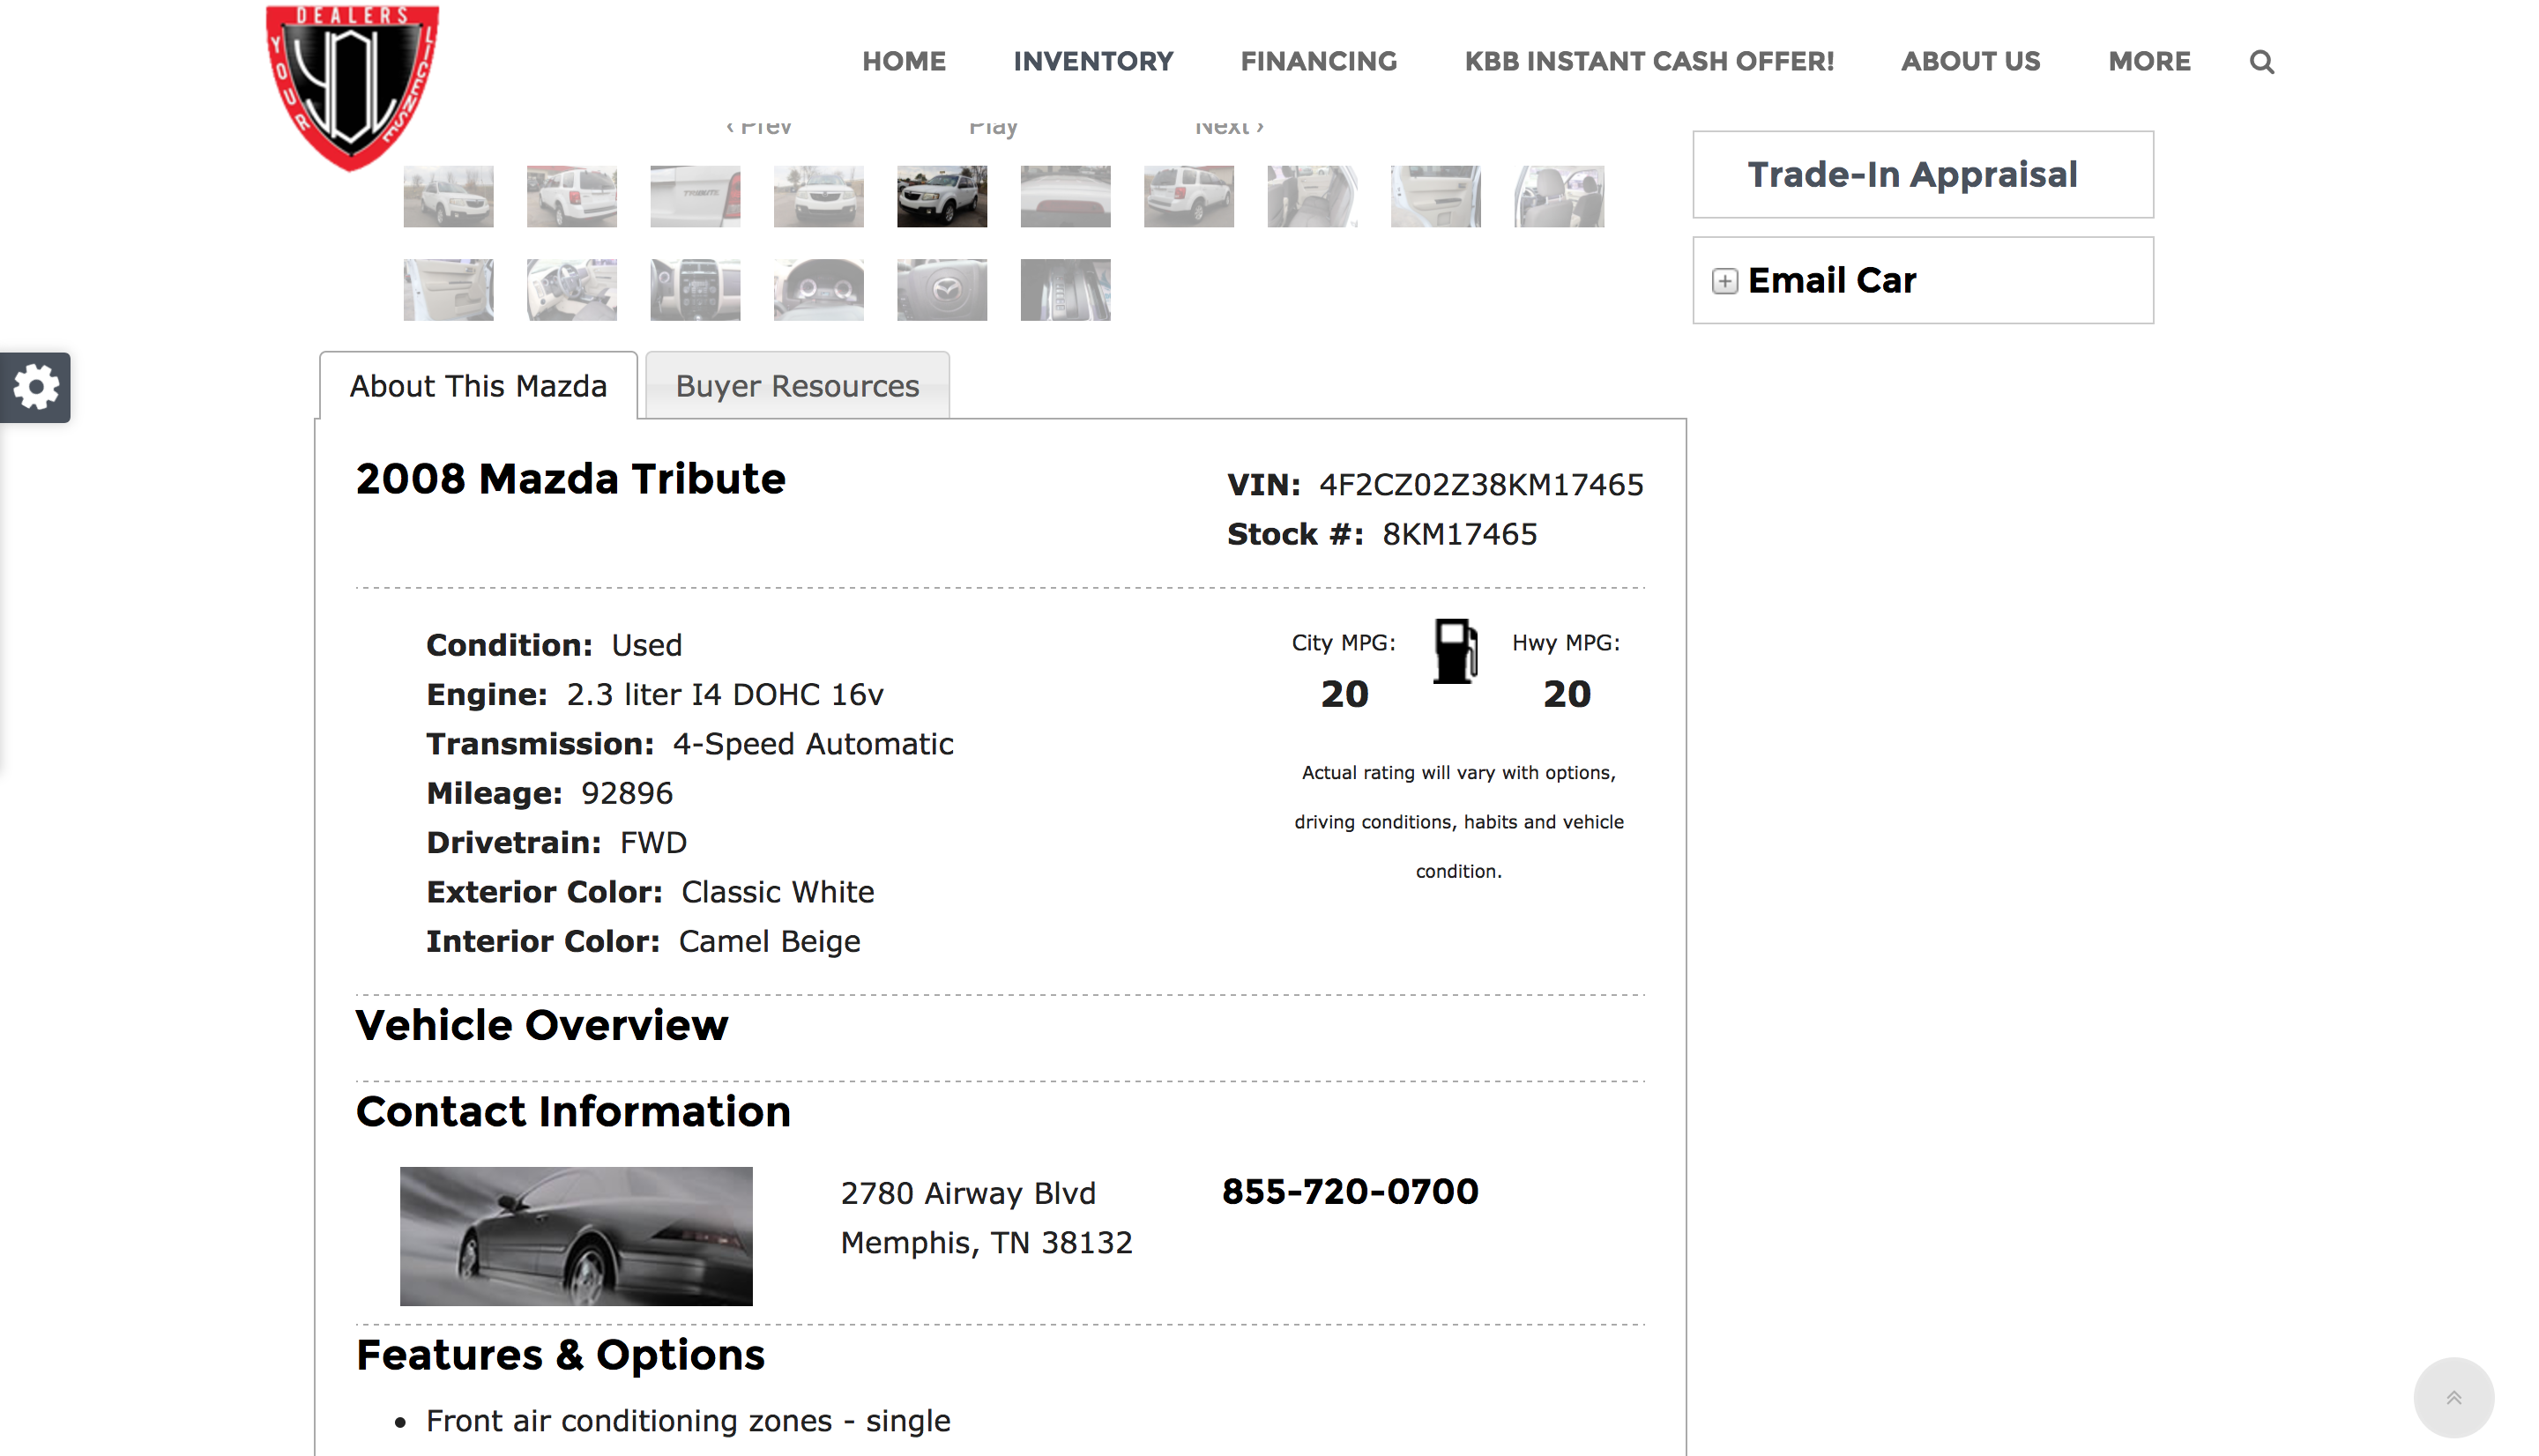 DEALERS
YOUR
LICENSE
YDL
HOME
INVENTORY
FINANCING
KBB INSTANT CASH OFFER!
ABOUT US
MORE
‹ Prev
Play
Next ›
TRIBUTE
Trade-In Appraisal
Email Car
About This Mazda
Buyer Resources
2008 Mazda Tribute
VIN: 4F2CZ02Z38KM17465
Stock #: 8KM17465
Condition: Used
Engine: 2.3 liter I4 DOHC 16v
Transmission: 4-Speed Automatic
Mileage: 92896
Drivetrain: FWD
Exterior Color: Classic White
Interior Color: Camel Beige
City MPG:
20
Hwy MPG:
20
Actual rating will vary with options,
driving conditions, habits and vehicle
condition.
Vehicle Overview
Contact Information
2780 Airway Blvd
Memphis, TN 38132
855-720-0700
Features & Options
• Front air conditioning zones - single